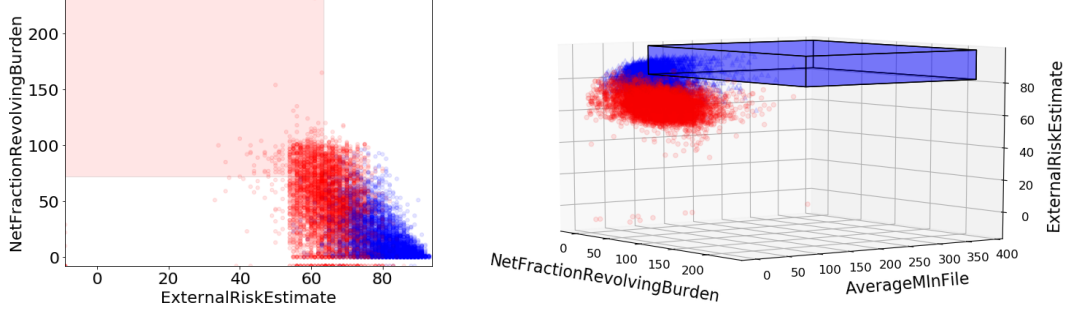 200
150
100
50
0
NetFractionRevolvingBurden
0 20 40 60 80
ExternalRiskEstimate
80
60
40
20
0
ExternalRiskEstimate
0 50 100 150 200
NetFractionRevolvingBurden
0 50 100 150 200 250 300 350 400
AverageMInFile